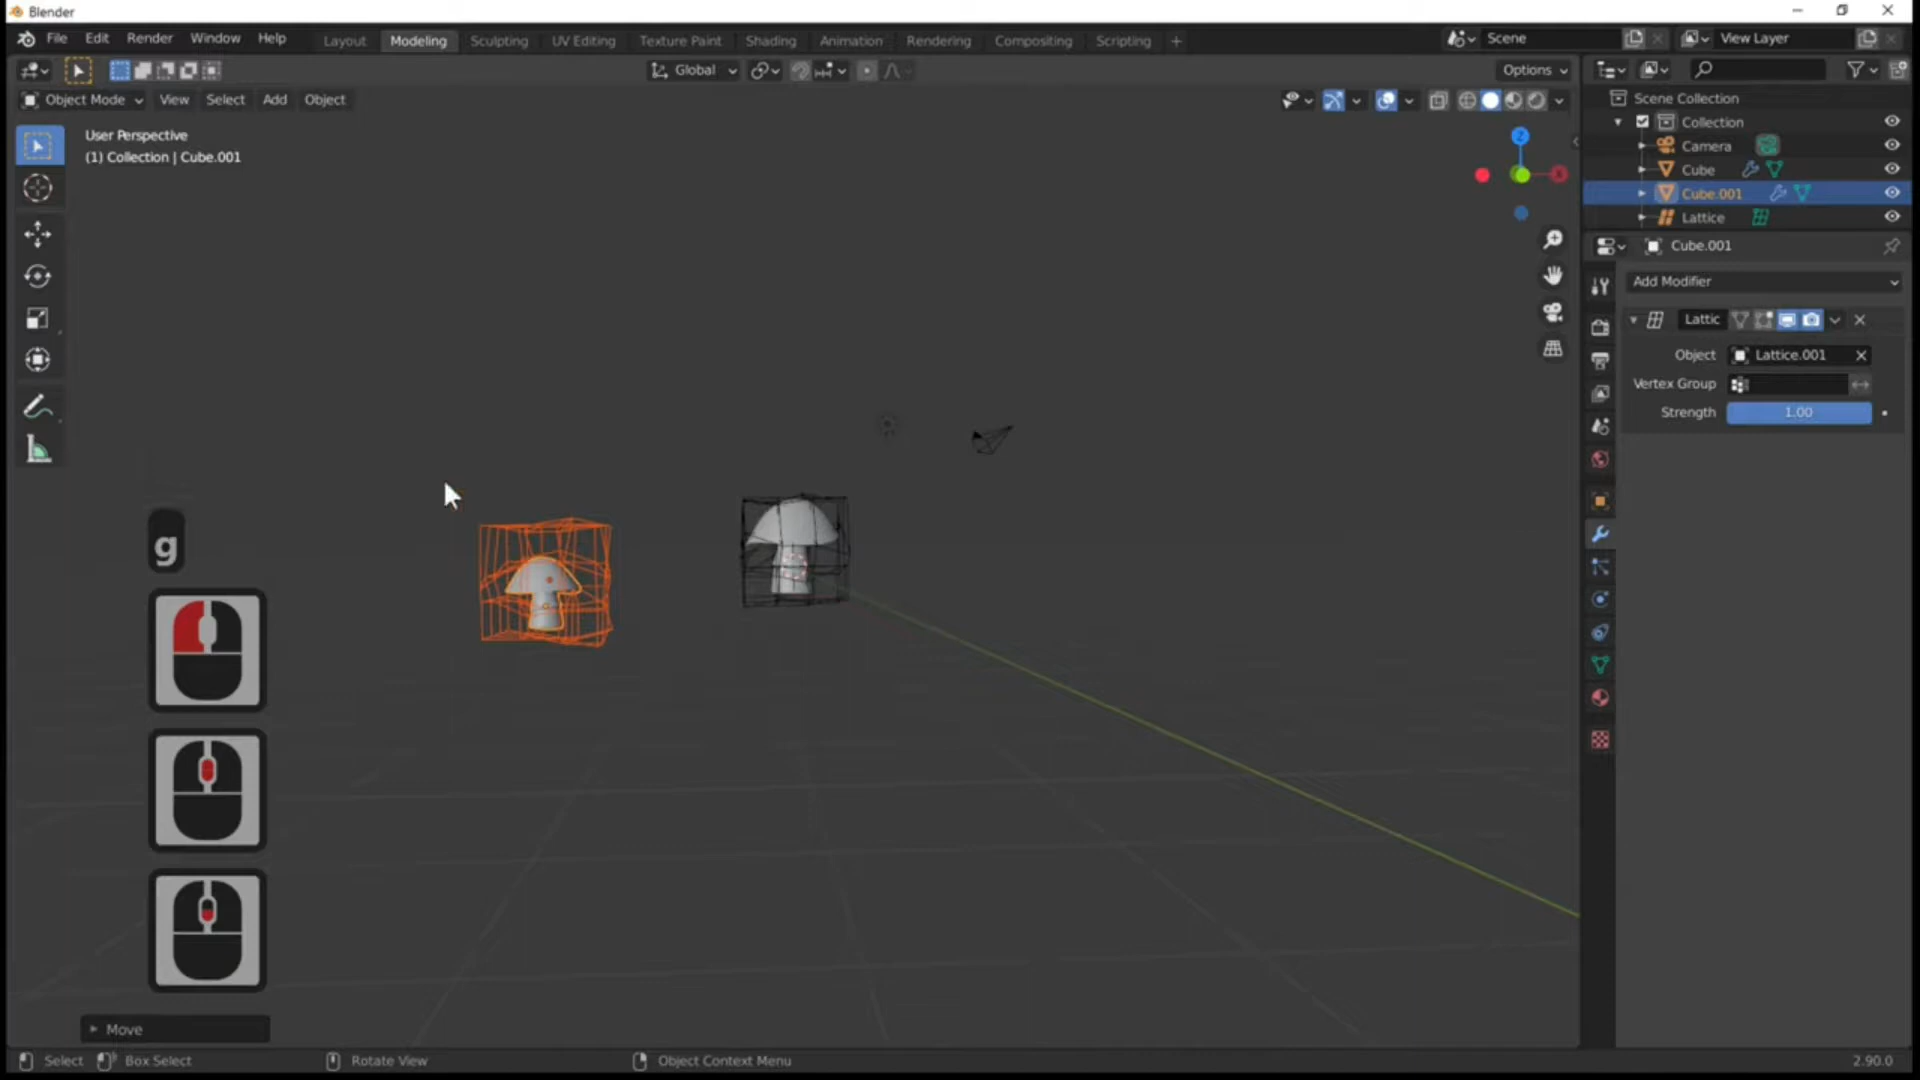 Blender
File Edit Render Window Help Layout Modeling Sculpting UV Editing Texture Paint Shading Animation Rendering Compositing Scripting + Scene View Layer
Global Options
Object Mode View Select Add Object
User Perspective
(1) Collection | Cube.001
Z
X
g
Move
Select Box Select Rotate View Object Context Menu 2.90.0
Scene Collection
Collection
Camera
Cube
Cube.001
Lattice
Cube.001
Add Modifier
Lattic
Object Lattice.001
Vertex Group
Strength 1.00